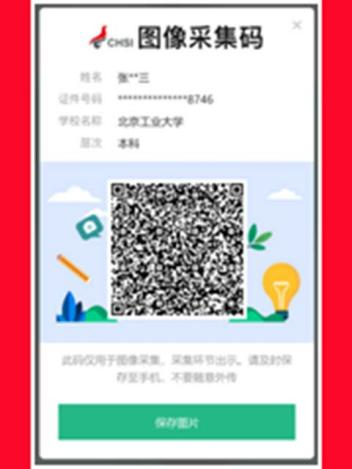 CHSI 图像采集码
×
姓名 张**三
证件号码 **************8746
学校名称 北京工业大学
层次 本科
此码仅用于图像采集，采集环节出示。请及时保
存至手机，不要随意外传
保存图片